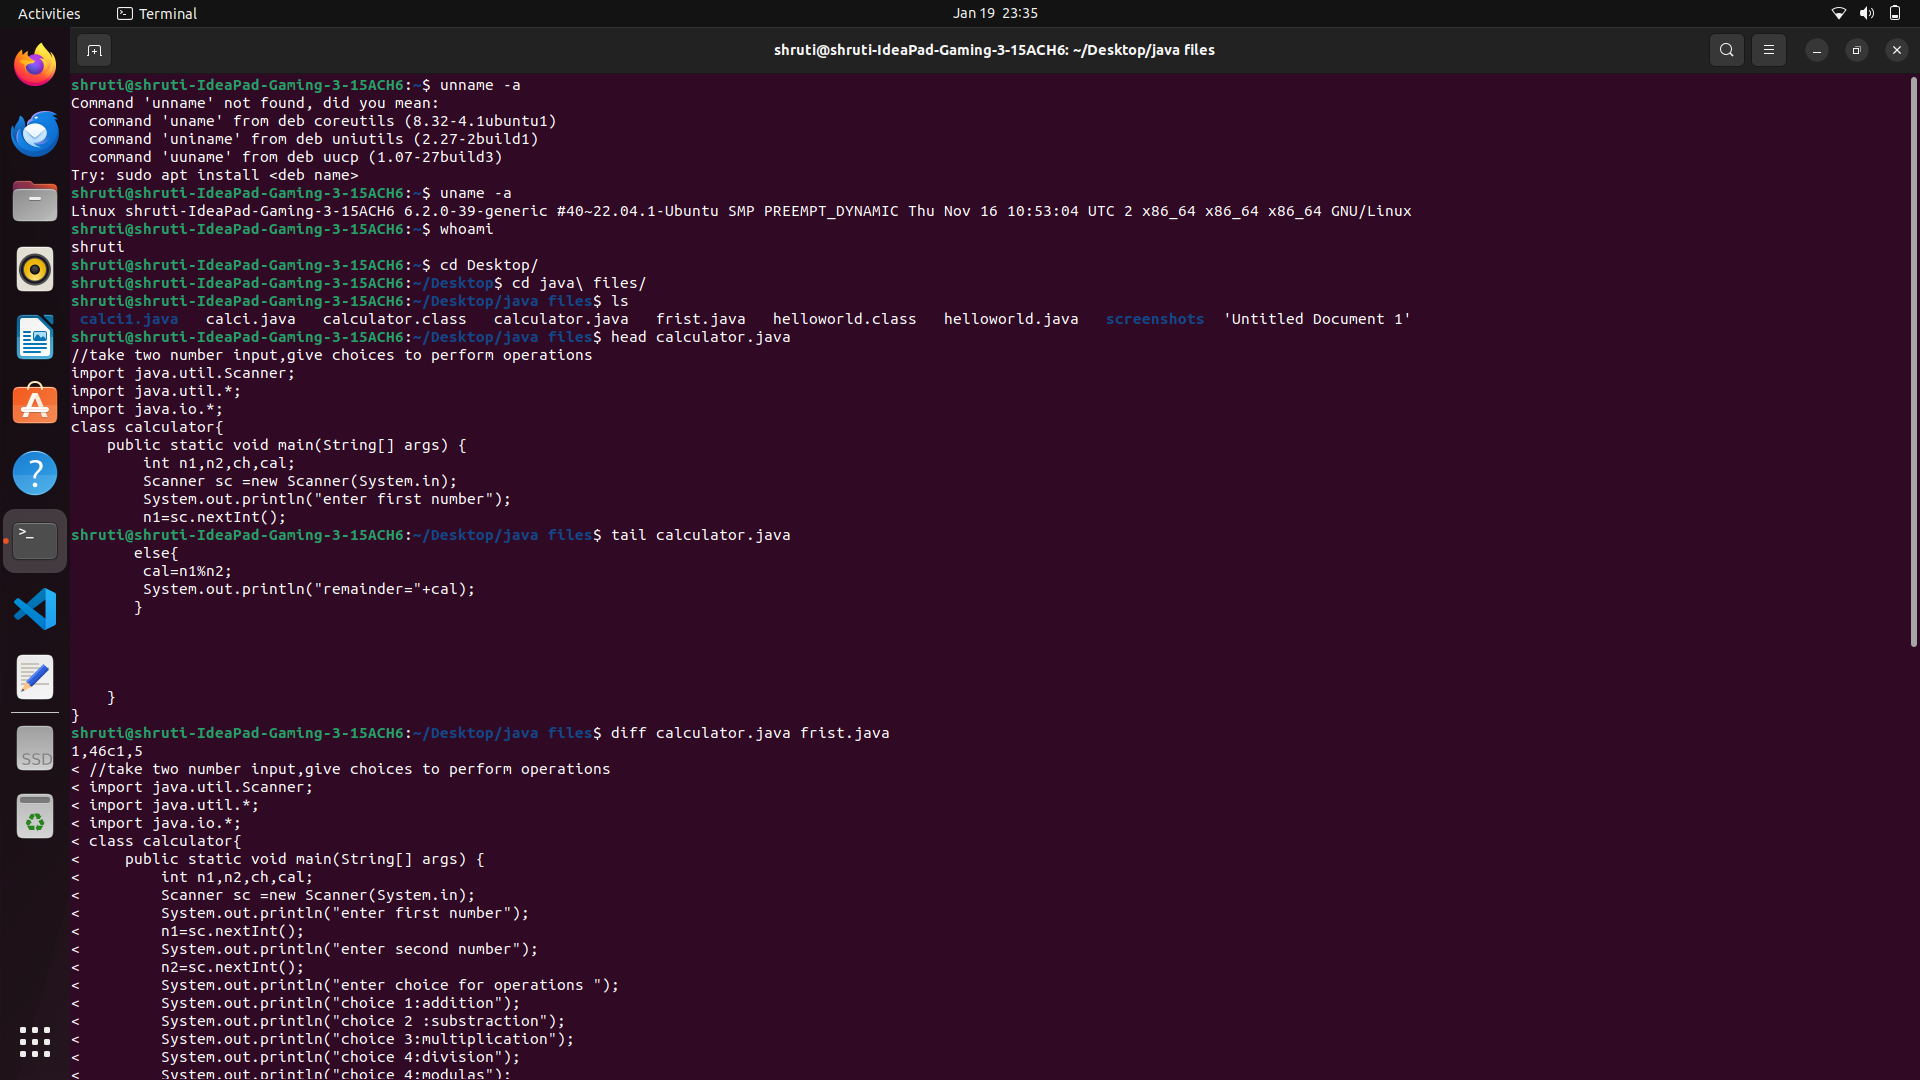 Activities
Terminal
Jan 19 23:35
shruti@shruti-IdeaPad-Gaming-3-15ACH6: ~/Desktop/java files
shruti@shruti-IdeaPad-Gaming-3-15ACH6:~$ unname -a
Command 'unname' not found, did you mean:
  command 'uname' from deb coreutils (8.32-4.1ubuntu1)
  command 'uniname' from deb uniutils (2.27-2build1)
  command 'uuname' from deb uucp (1.07-27build3)
Try: sudo apt install <deb name>
shruti@shruti-IdeaPad-Gaming-3-15ACH6:~$ uname -a
Linux shruti-IdeaPad-Gaming-3-15ACH6 6.2.0-39-generic #40~22.04.1-Ubuntu SMP PREEMPT_DYNAMIC Thu Nov 16 10:53:04 UTC 2 x86_64 x86_64 x86_64 GNU/Linux
shruti@shruti-IdeaPad-Gaming-3-15ACH6:~$ whoami
shruti
shruti@shruti-IdeaPad-Gaming-3-15ACH6:~$ cd Desktop/
shruti@shruti-IdeaPad-Gaming-3-15ACH6:~/Desktop$ cd java\ files/
shruti@shruti-IdeaPad-Gaming-3-15ACH6:~/Desktop/java files$ ls
 calci1.java   calci.java   calculator.class   calculator.java   frist.java   helloworld.class   helloworld.java   screenshots  'Untitled Document 1'
shruti@shruti-IdeaPad-Gaming-3-15ACH6:~/Desktop/java files$ head calculator.java
//take two number input,give choices to perform operations
import java.util.Scanner;
import java.util.*;
import java.io.*;
class calculator{
    public static void main(String[] args) {
        int n1,n2,ch,cal;
        Scanner sc =new Scanner(System.in);
        System.out.println("enter first number");
        n1=sc.nextInt();
shruti@shruti-IdeaPad-Gaming-3-15ACH6:~/Desktop/java files$ tail calculator.java
       else{
        cal=n1%n2;
        System.out.println("remainder="+cal);
       }
    }
}
shruti@shruti-IdeaPad-Gaming-3-15ACH6:~/Desktop/java files$ diff calculator.java frist.java
1,46c1,5
< //take two number input,give choices to perform operations
< import java.util.Scanner;
< import java.util.*;
< import java.io.*;
< class calculator{
<     public static void main(String[] args) {
<         int n1,n2,ch,cal;
<         Scanner sc =new Scanner(System.in);
<         System.out.println("enter first number");
<         n1=sc.nextInt();
<         System.out.println("enter second number");
<         n2=sc.nextInt();
<         System.out.println("enter choice for operations ");
<         System.out.println("choice 1:addition");
<         System.out.println("choice 2 :substraction");
<         System.out.println("choice 3:multiplication");
<         System.out.println("choice 4:division");
<         System.out.println("choice 4:modulas");
SSD